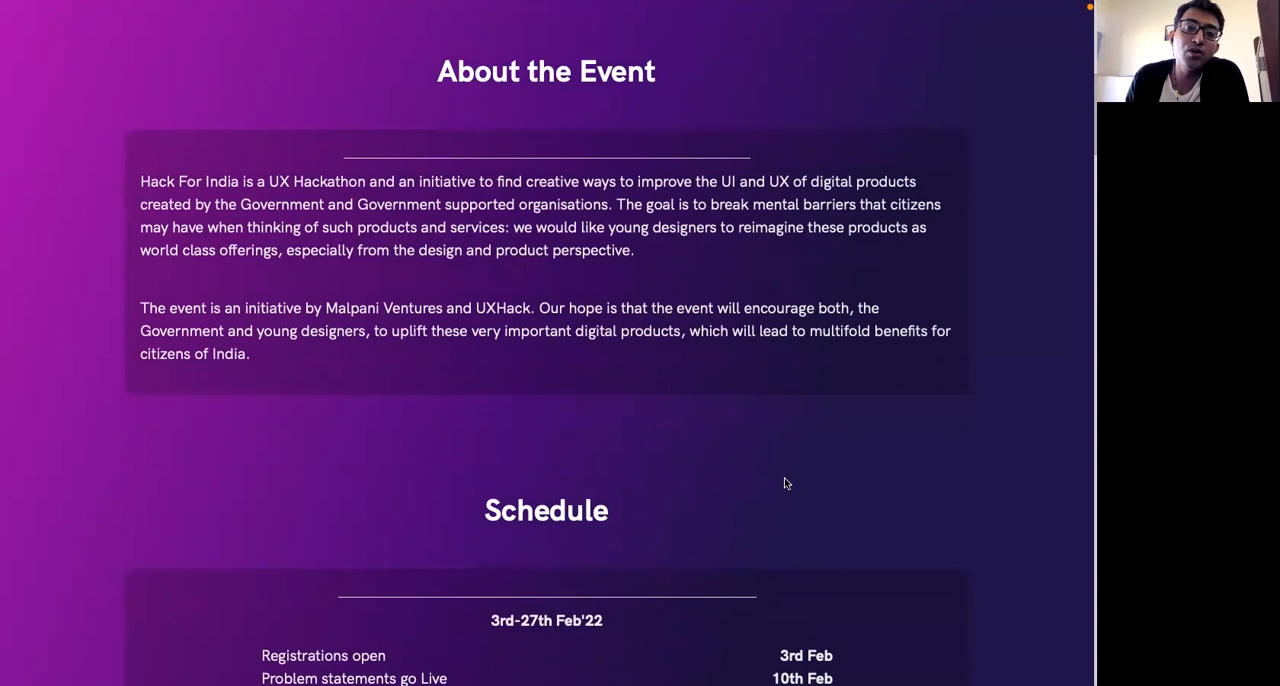 About the Event
Hack For India is a UX Hackathon and an initiative to find creative ways to improve the UI and UX of digital products
created by the Government and Government supported organisations. The goal is to break mental barriers that citizens
may have when thinking of such products and services: we would like young designers to reimagine these products as
world class offerings, especially from the design and product perspective.
The event is an initiative by Malpani Ventures and UXHack. Our hope is that the event will encourage both, the
Government and young designers, to uplift these very important digital products, which will lead to multifold benefits for
citizens of India.
Schedule
3rd-27th Feb'22
Registrations open 3rd Feb
Problem statements go Live 10th Feb